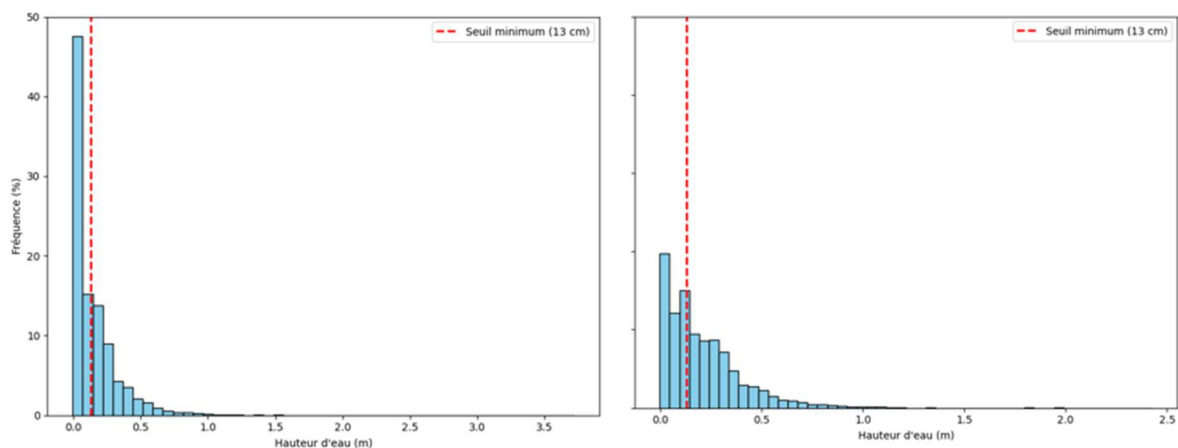 50
Seuil minimum (13 cm)
40
30
Fréquence (%)
20
10
0
0.0 0.5 1.0 1.5 2.0 2.5 3.0 3.5
Hauteur d'eau (m)
Seuil minimum (13 cm)
0.0 0.5 1.0 1.5 2.0 2.5
Hauteur d'eau (m)